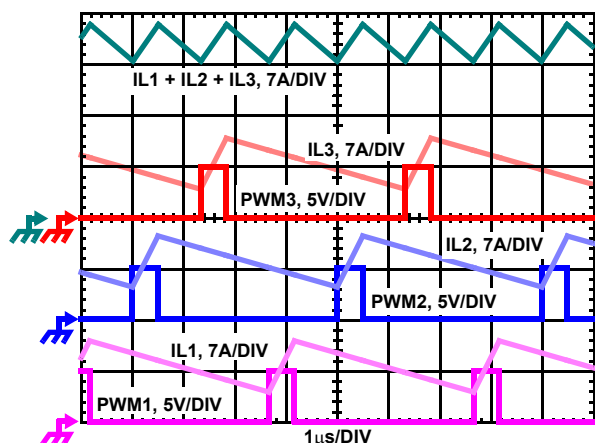 IL1 + IL2 + IL3, 7A/DIV
IL3, 7A/DIV
PWM3, 5V/DIV
IL2, 7A/DIV
PWM2, 5V/DIV
IL1, 7A/DIV
PWM1, 5V/DIV
1µs/DIV